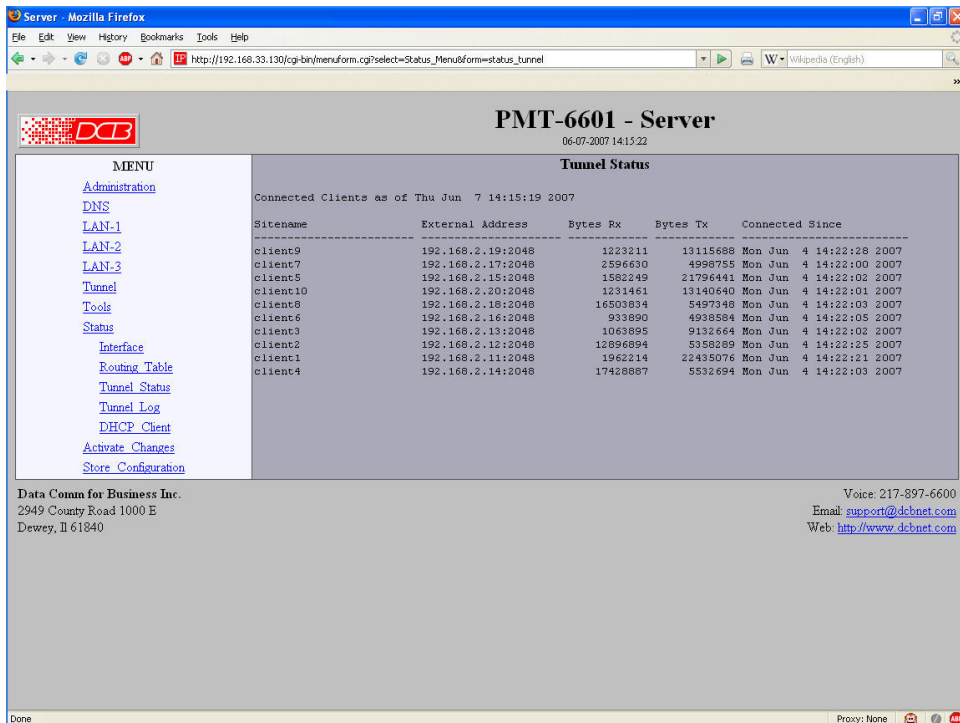 Server - Mozilla Firefox
File Edit View History Bookmarks Tools Help
ABP IP http://192.168.33.130/cgi-bin/menuform.cgi?select=Status_Menu&form=status_tunnel W Wikipedia (English)
»
DCB
PMT-6601 - Server
06-07-2007 14:15:22
MENU
Administration
DNS
LAN-1
LAN-2
LAN-3
Tunnel
Tools
Status
Interface
Routing Table
Tunnel Status
Tunnel Log
DHCP Client
Activate Changes
Store Configuration
Tunnel Status
Connected Clients as of Thu Jun 7 14:15:19 2007
Sitename External Address Bytes Rx Bytes Tx Connected Since
client9 192.168.2.19:2048 1223211 13115688 Mon Jun 4 14:22:28 2007
client7 192.168.2.17:2048 2596630 4998755 Mon Jun 4 14:22:00 2007
client5 192.168.2.15:2048 1582249 21796441 Mon Jun 4 14:22:02 2007
client10 192.168.2.20:2048 1231461 13140640 Mon Jun 4 14:22:01 2007
client8 192.168.2.18:2048 16503834 5497348 Mon Jun 4 14:22:03 2007
client6 192.168.2.16:2048 933890 4938584 Mon Jun 4 14:22:05 2007
client3 192.168.2.13:2048 1063895 9132664 Mon Jun 4 14:22:02 2007
client2 192.168.2.12:2048 12896894 5358289 Mon Jun 4 14:22:25 2007
client1 192.168.2.11:2048 1962214 22435076 Mon Jun 4 14:22:21 2007
client4 192.168.2.14:2048 17428887 5532694 Mon Jun 4 14:22:03 2007
Data Comm for Business Inc.
2949 County Road 1000 E
Dewey, Il 61840
Voice: 217-897-6600
Email: support@dcbnet.com
Web: http://www.dcbnet.com
Done Proxy: None ABP